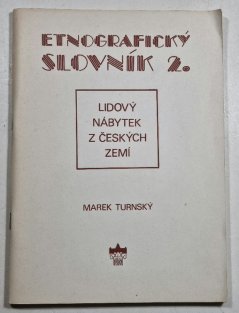 ETNOGRAFICKÝ
SLOVNÍK 2.
LIDOVÝ
NÁBYTEK
Z ČESKÝCH
ZEMÍ
MAREK TURNSKÝ